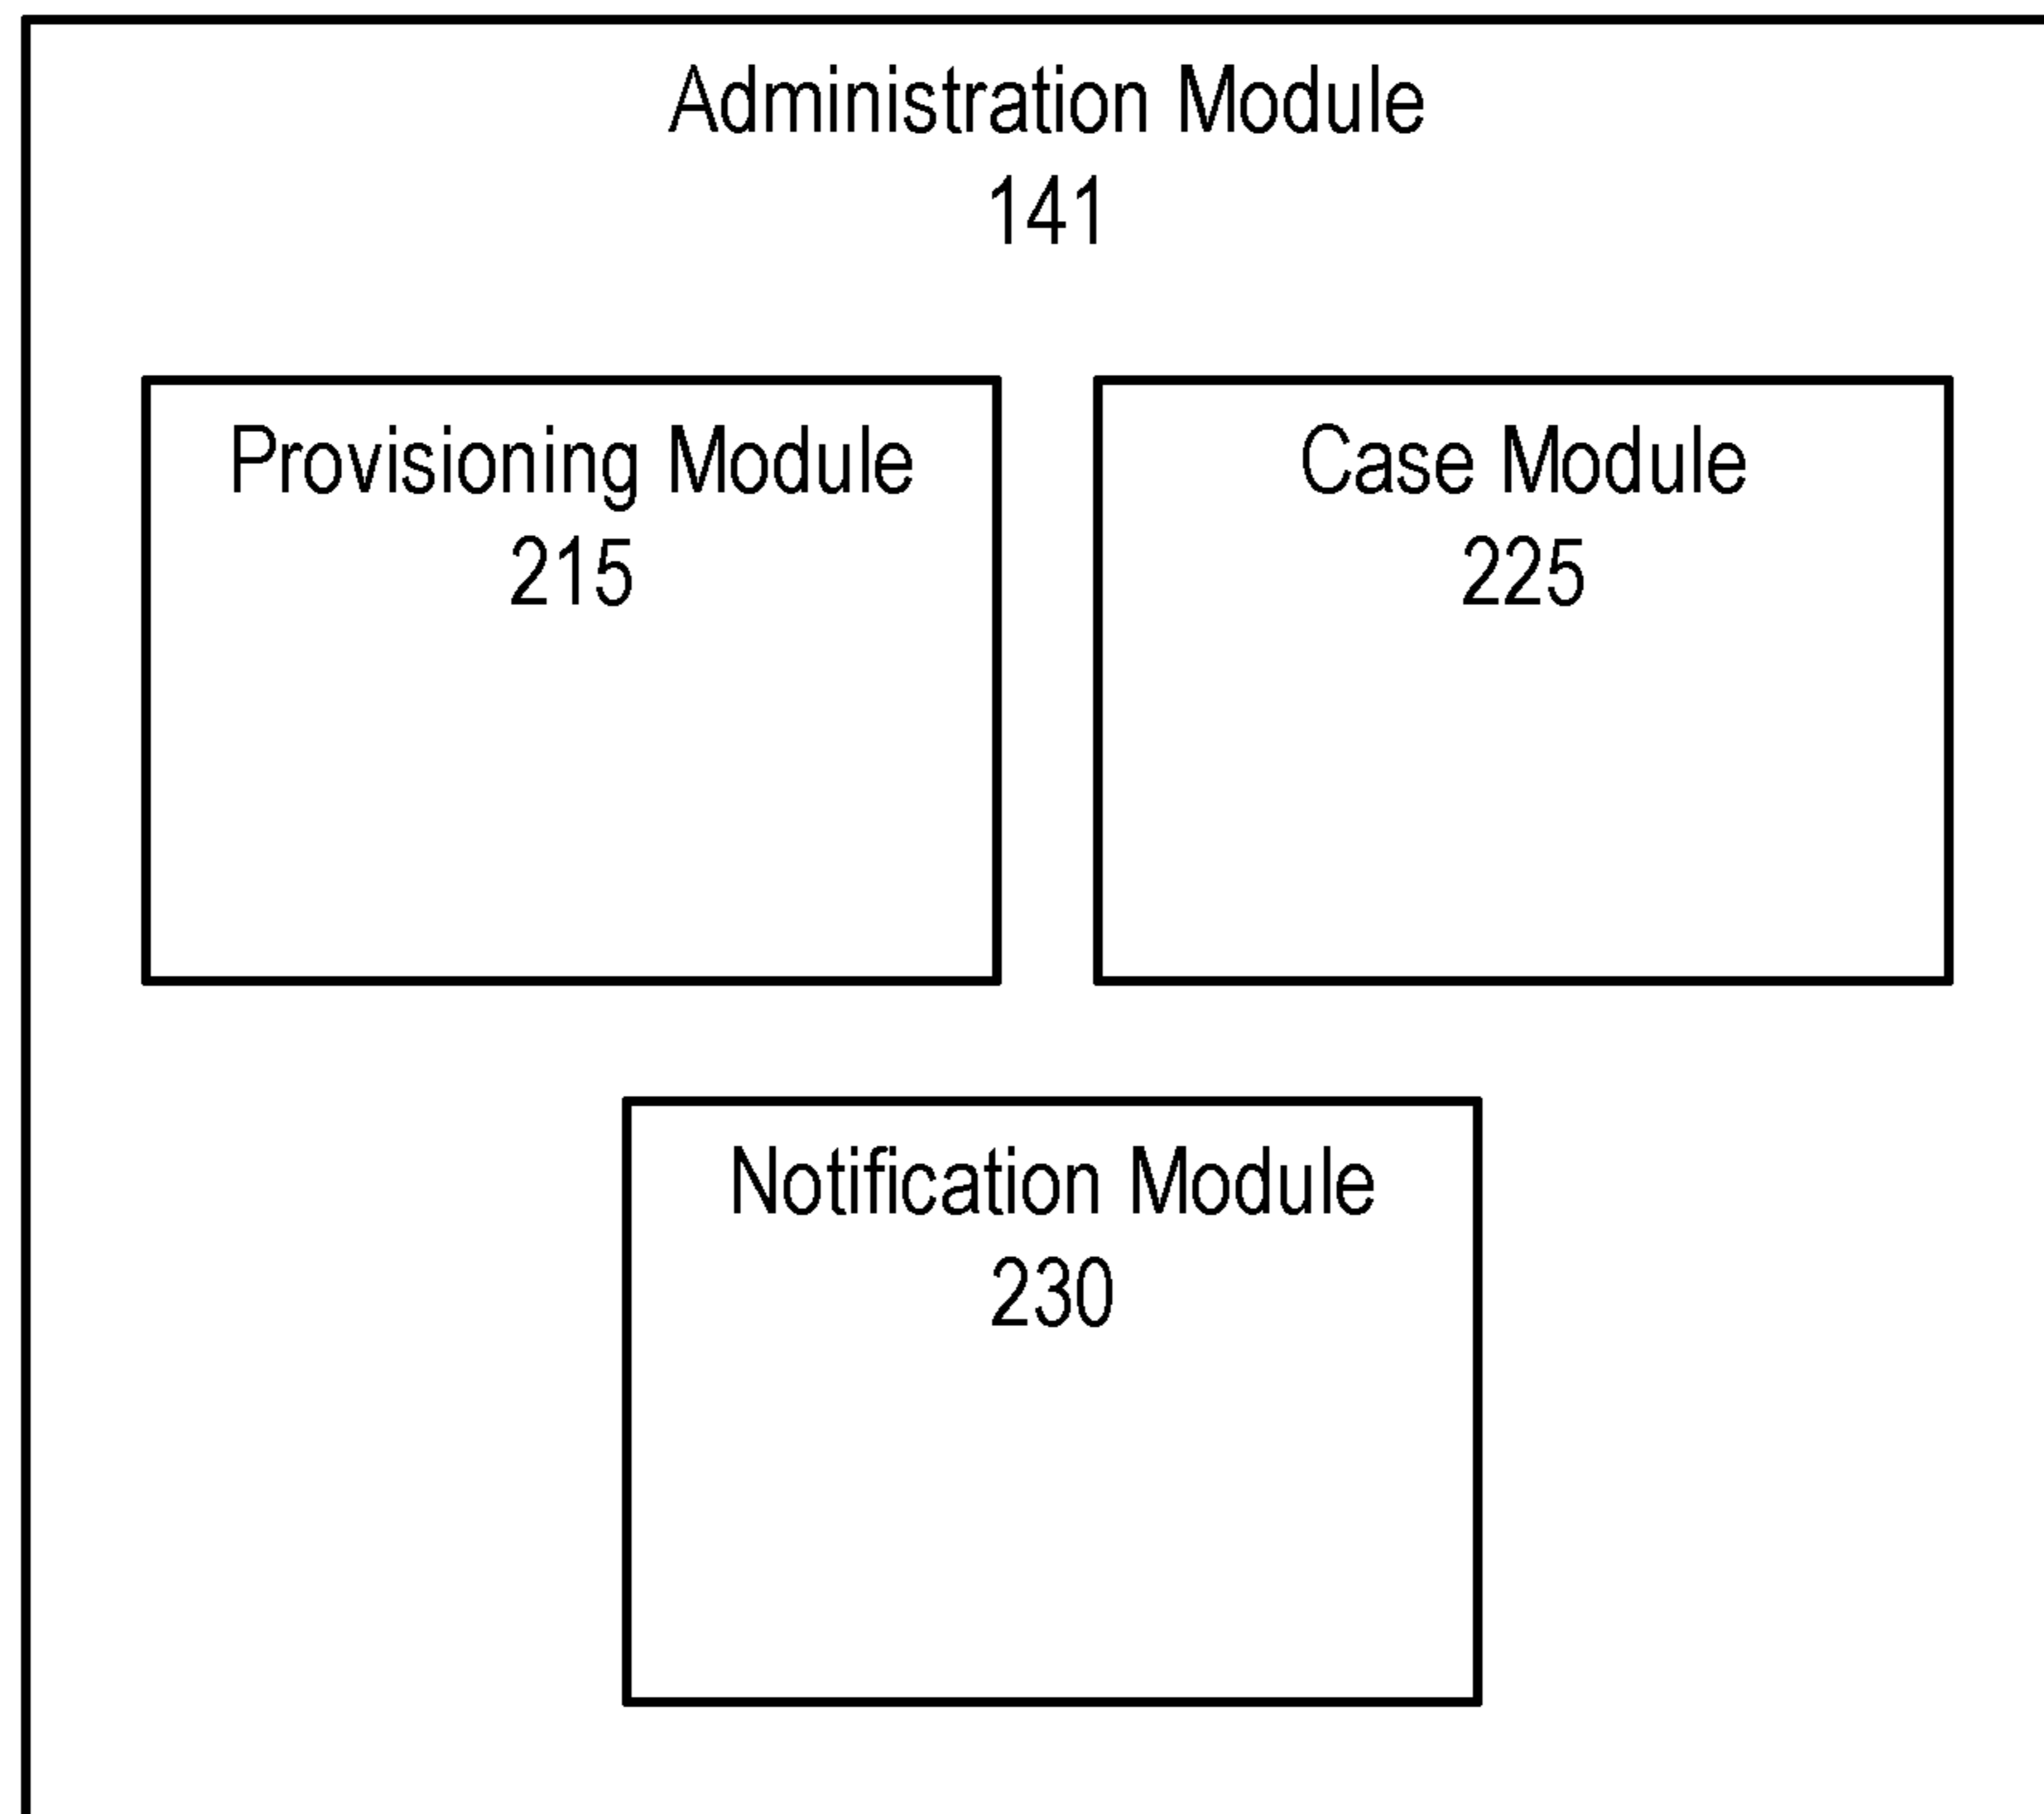 Administration Module
141
Provisioning Module
215
Case Module
225
Notification Module
230